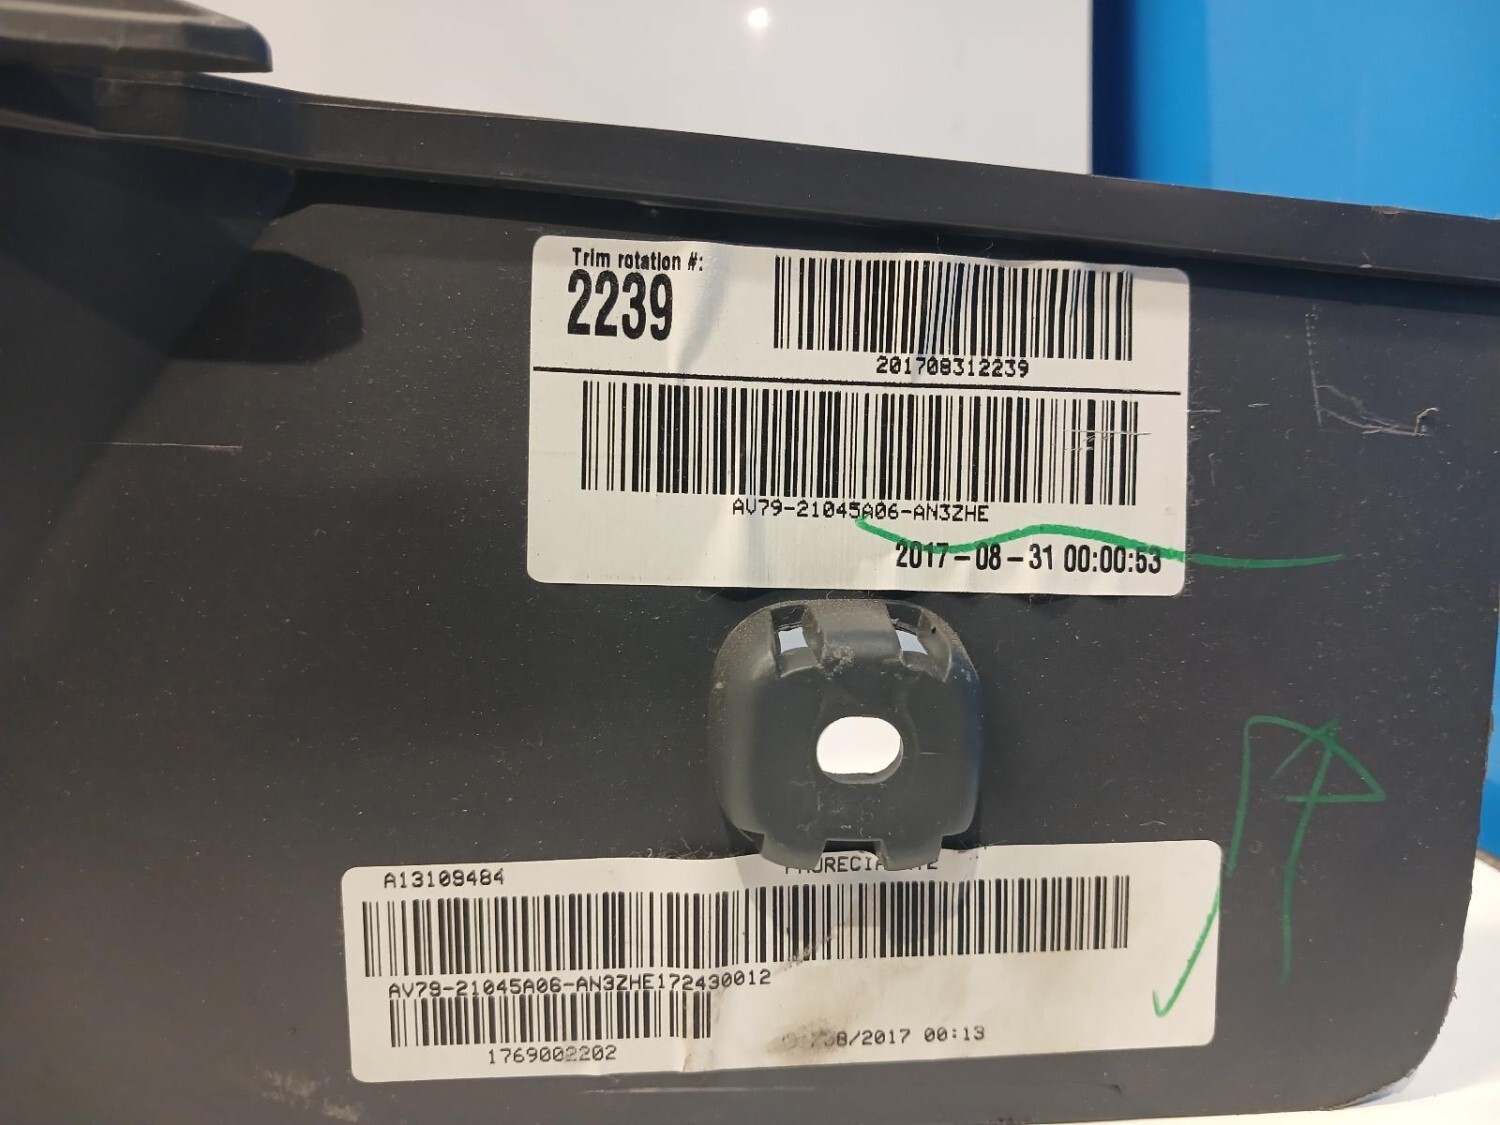 Trim rotation #:
2239
201708312239
AV79-21045A06-AN3ZHE
2017-08-31 00:00:53
A13109484
AV79-21045A06-AN3ZHE172430012
1769002202
/2017 00:13